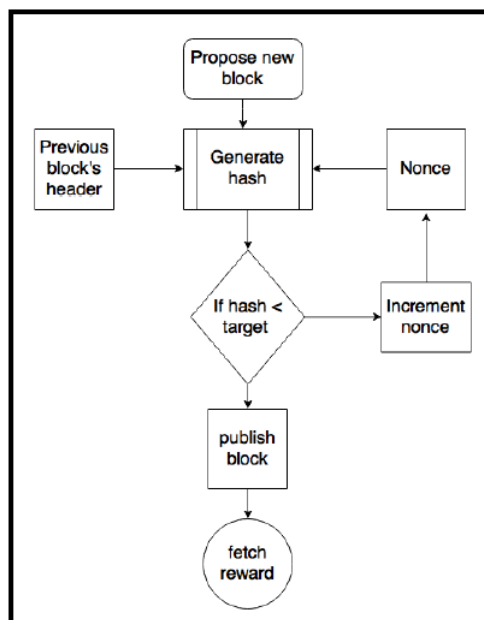 Propose new
block
Previous
block's
header
Generate
hash
Nonce
If hash <
target
Increment
nonce
publish
block
fetch
reward